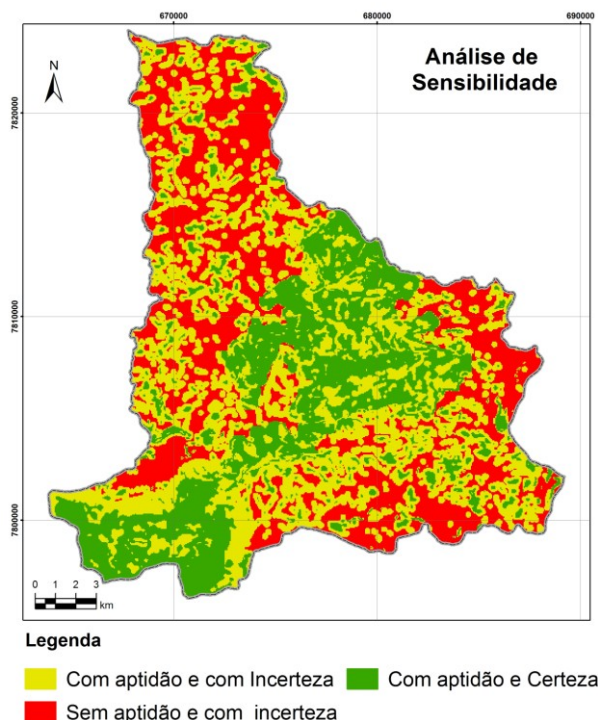 670000 680000 690000
Análise de
Sensibilidade
N
7820000
7810000
7800000
0 1 2 3
km
Legenda
Com aptidão e com Incerteza Com aptidão e Certeza
Sem aptidão e com incerteza